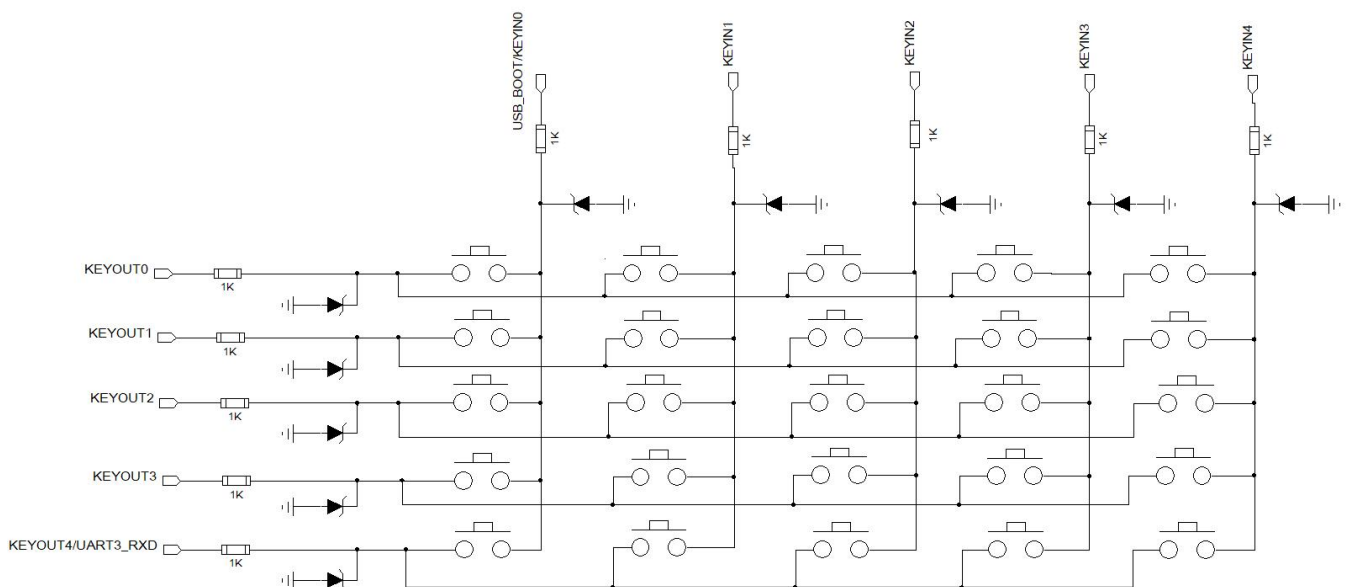 USB_BOOT/KEYIN0
KEYIN1
KEYIN2
KEYIN3
KEYIN4
1K
1K
1K
1K
1K
KEYOUT0
1K
KEYOUT1
1K
KEYOUT2
1K
KEYOUT3
1K
KEYOUT4/UART3_RXD
1K